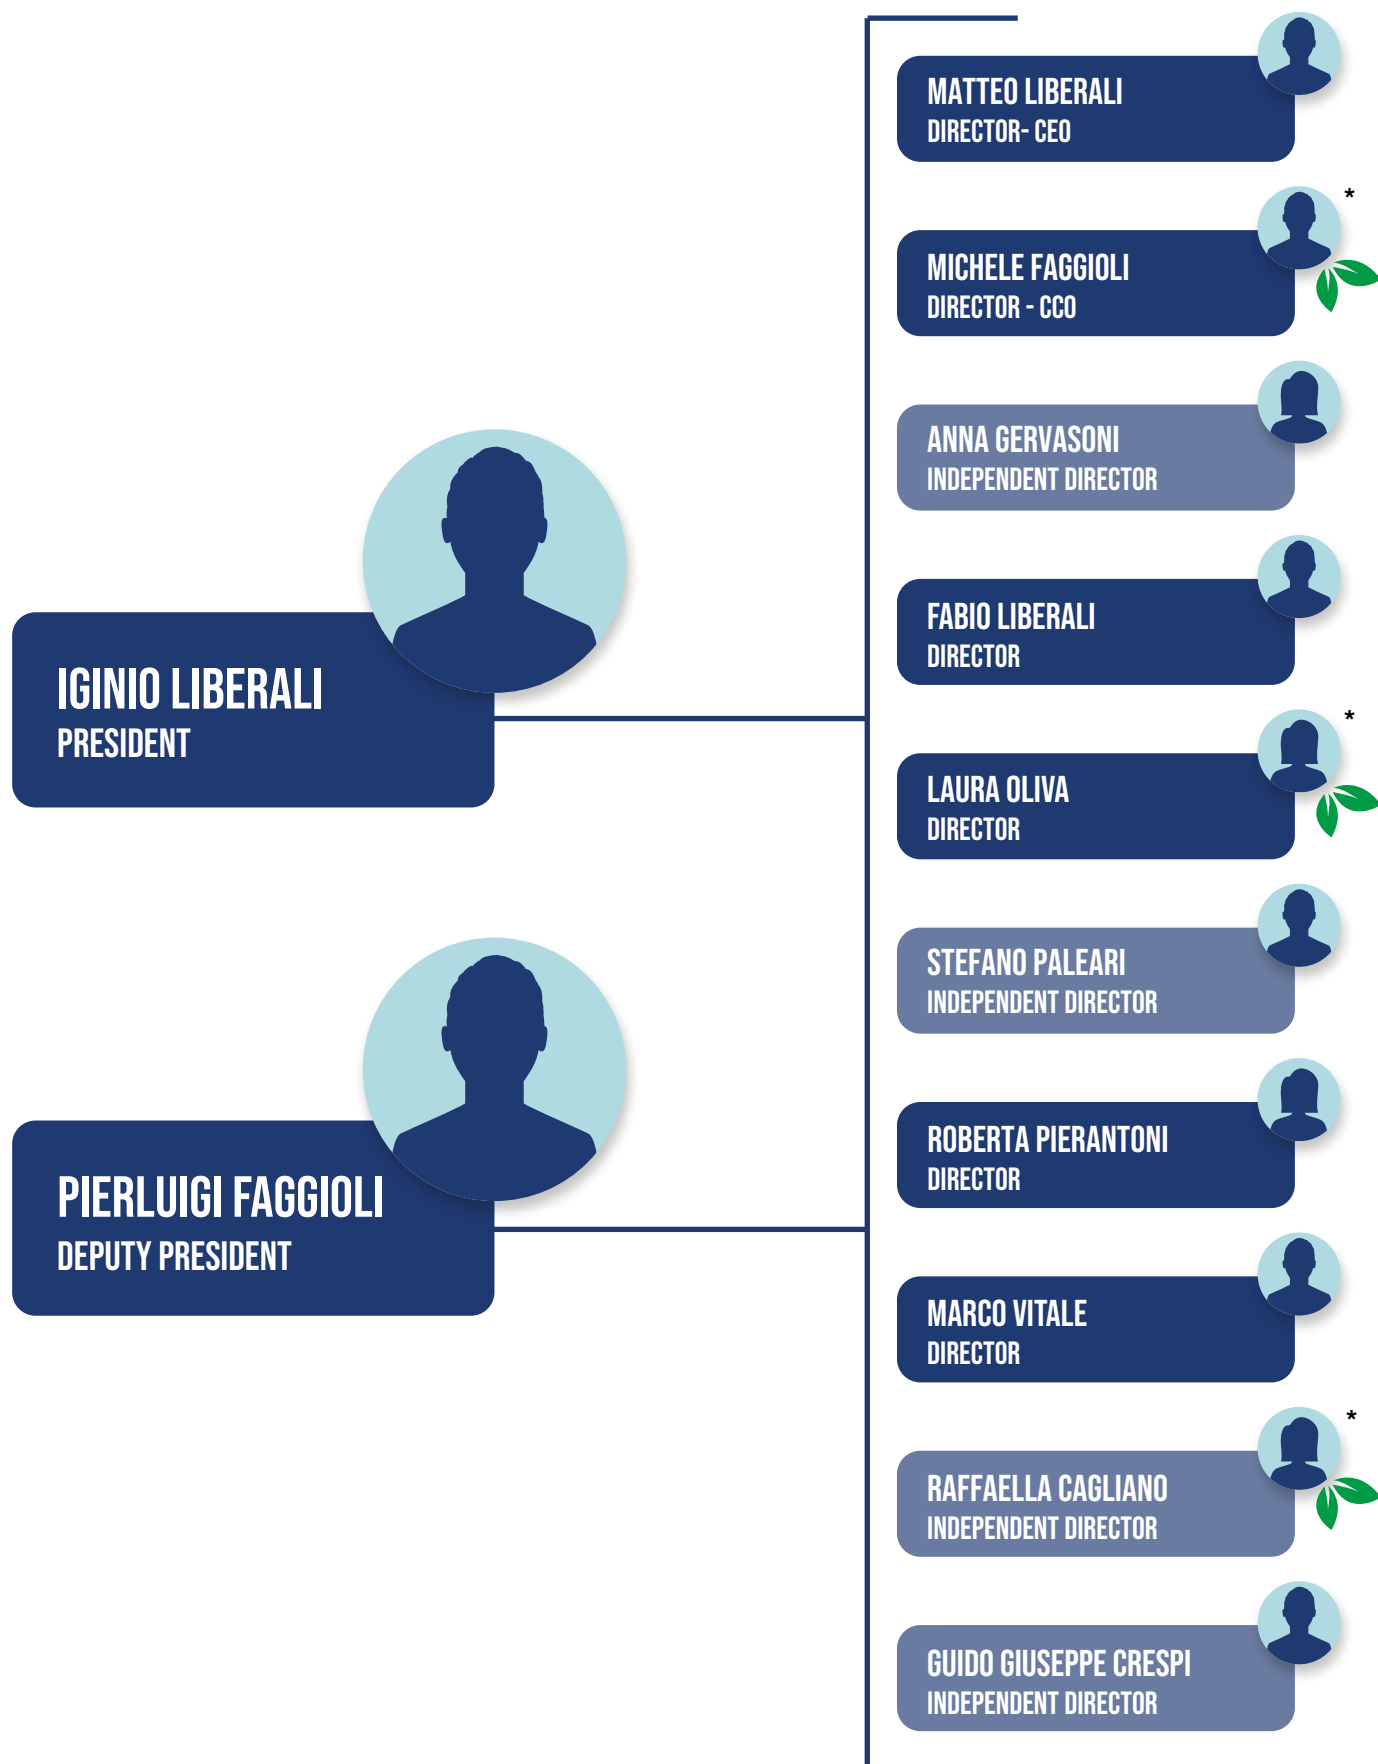 IGINIO LIBERALI
PRESIDENT
PIERLUIGI FAGGIOLI
DEPUTY PRESIDENT
MATTEO LIBERALI
DIRECTOR- CEO
*
MICHELE FAGGIOLI
DIRECTOR - CCO
ANNA GERVASONI
INDEPENDENT DIRECTOR
FABIO LIBERALI
DIRECTOR
*
LAURA OLIVA
DIRECTOR
STEFANO PALEARI
INDEPENDENT DIRECTOR
ROBERTA PIERANTONI
DIRECTOR
MARCO VITALE
DIRECTOR
*
RAFFAELLA CAGLIANO
INDEPENDENT DIRECTOR
GUIDO GIUSEPPE CRESPI
INDEPENDENT DIRECTOR